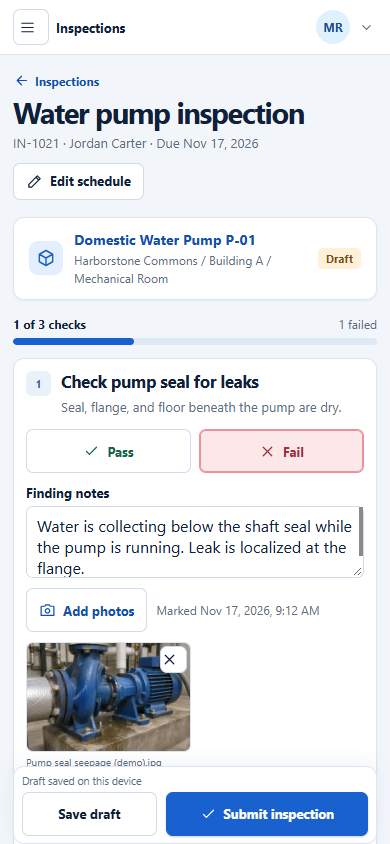 Inspections
MR
Inspections
Water pump inspection
IN-1021 · Jordan Carter · Due Nov 17, 2026
Edit schedule
Domestic Water Pump P-01
Harborstone Commons / Building A /
Mechanical Room
Draft
1 of 3 checks
1 failed
1
Check pump seal for leaks
Seal, flange, and floor beneath the pump are dry.
Pass
Fail
Finding notes
Water is collecting below the shaft seal while
the pump is running. Leak is localized at the
flange.
Add photos
Marked Nov 17, 2026, 9:12 AM
Pump seal seepage (demo).jpg
Draft saved on this device
Save draft
Submit inspection